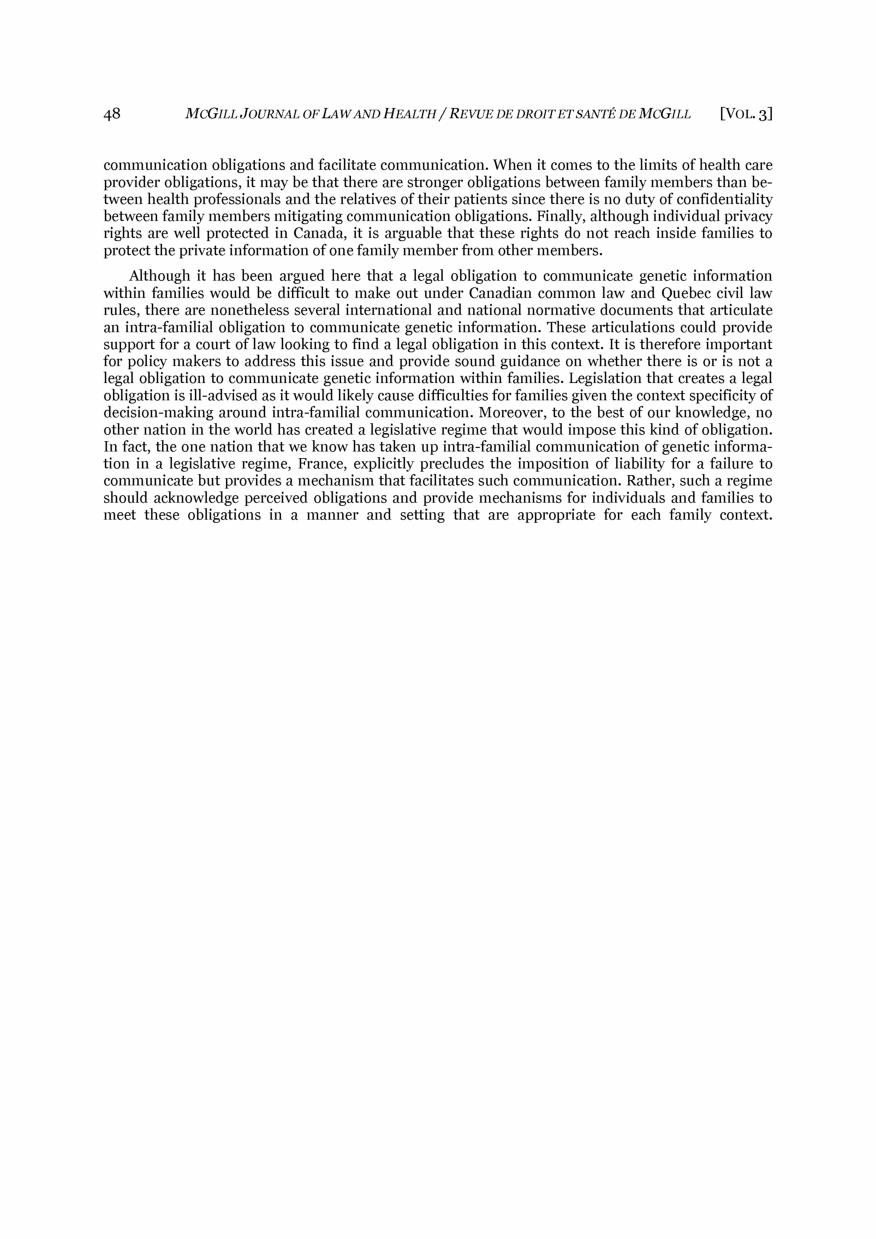 48 MCGILL JOURNAL OF LAW AND HEALTH / REVUE DE DROIT ET SANTÉ DE MCGILL [VOL. 3]
communication obligations and facilitate communication. When it comes to the limits of health care
provider obligations, it may be that there are stronger obligations between family members than be-
tween health professionals and the relatives of their patients since there is no duty of confidentiality
between family members mitigating communication obligations. Finally, although individual privacy
rights are well protected in Canada, it is arguable that these rights do not reach inside families to
protect the private information of one family member from other members.
Although it has been argued here that a legal obligation to communicate genetic information
within families would be difficult to make out under Canadian common law and Quebec civil law
rules, there are nonetheless several international and national normative documents that articulate
an intra-familial obligation to communicate genetic information. These articulations could provide
support for a court of law looking to find a legal obligation in this context. It is therefore important
for policy makers to address this issue and provide sound guidance on whether there is or is not a
legal obligation to communicate genetic information within families. Legislation that creates a legal
obligation is ill-advised as it would likely cause difficulties for families given the context specificity of
decision-making around intra-familial communication. Moreover, to the best of our knowledge, no
other nation in the world has created a legislative regime that would impose this kind of obligation.
In fact, the one nation that we know has taken up intra-familial communication of genetic informa-
tion in a legislative regime, France, explicitly precludes the imposition of liability for a failure to
communicate but provides a mechanism that facilitates such communication. Rather, such a regime
should acknowledge perceived obligations and provide mechanisms for individuals and families to
meet these obligations in a manner and setting that are appropriate for each family context.